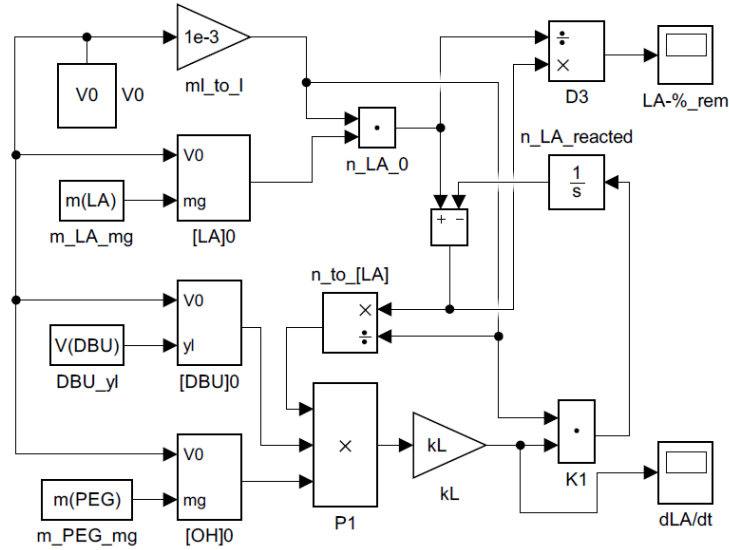 1e-3
ml_to_l
V0
V0
÷
×
D3
LA-%_rem
V0
mg
[LA]0
m(LA)
m_LA_mg
·
n_LA_0
n_LA_reacted
1
s
+ −
n_to_[LA]
×
÷
V0
yl
[DBU]0
V(DBU)
DBU_yl
×
P1
kL
kL
·
K1
dLA/dt
V0
mg
[OH]0
m(PEG)
m_PEG_mg